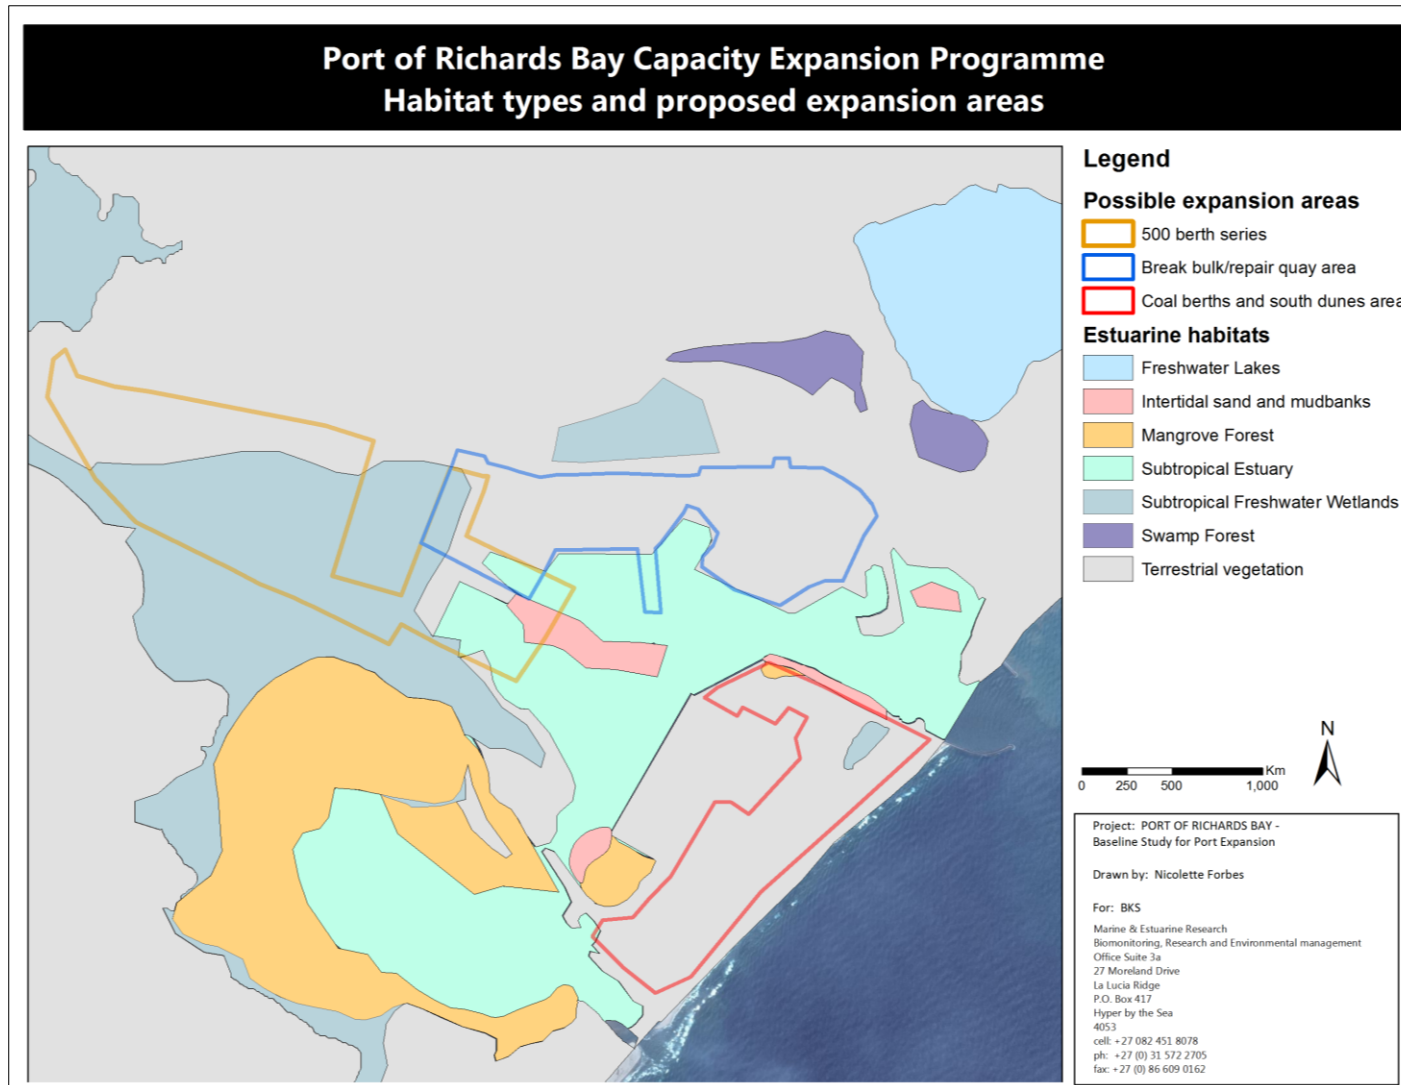 Port of Richards Bay Capacity Expansion Programme
Habitat types and proposed expansion areas
Legend
Possible expansion areas
500 berth series
Break bulk/repair quay area
Coal berths and south dunes area
Estuarine habitats
Freshwater Lakes
Intertidal sand and mudbanks
Mangrove Forest
Subtropical Estuary
Subtropical Freshwater Wetlands
Swamp Forest
Terrestrial vegetation
N
Km
0 250 500 1,000
Project: PORT OF RICHARDS BAY -
Baseline Study for Port Expansion
Drawn by: Nicolette Forbes
For: BKS
Marine & Estuarine Research
Biomonitoring, Research and Environmental management
Office Suite 3a
27 Moreland Drive
La Lucia Ridge
P.O. Box 417
Hyper by the Sea
4053
cell: +27 082 451 8078
ph: +27 (0) 31 572 2705
fax: +27 (0) 86 609 0162